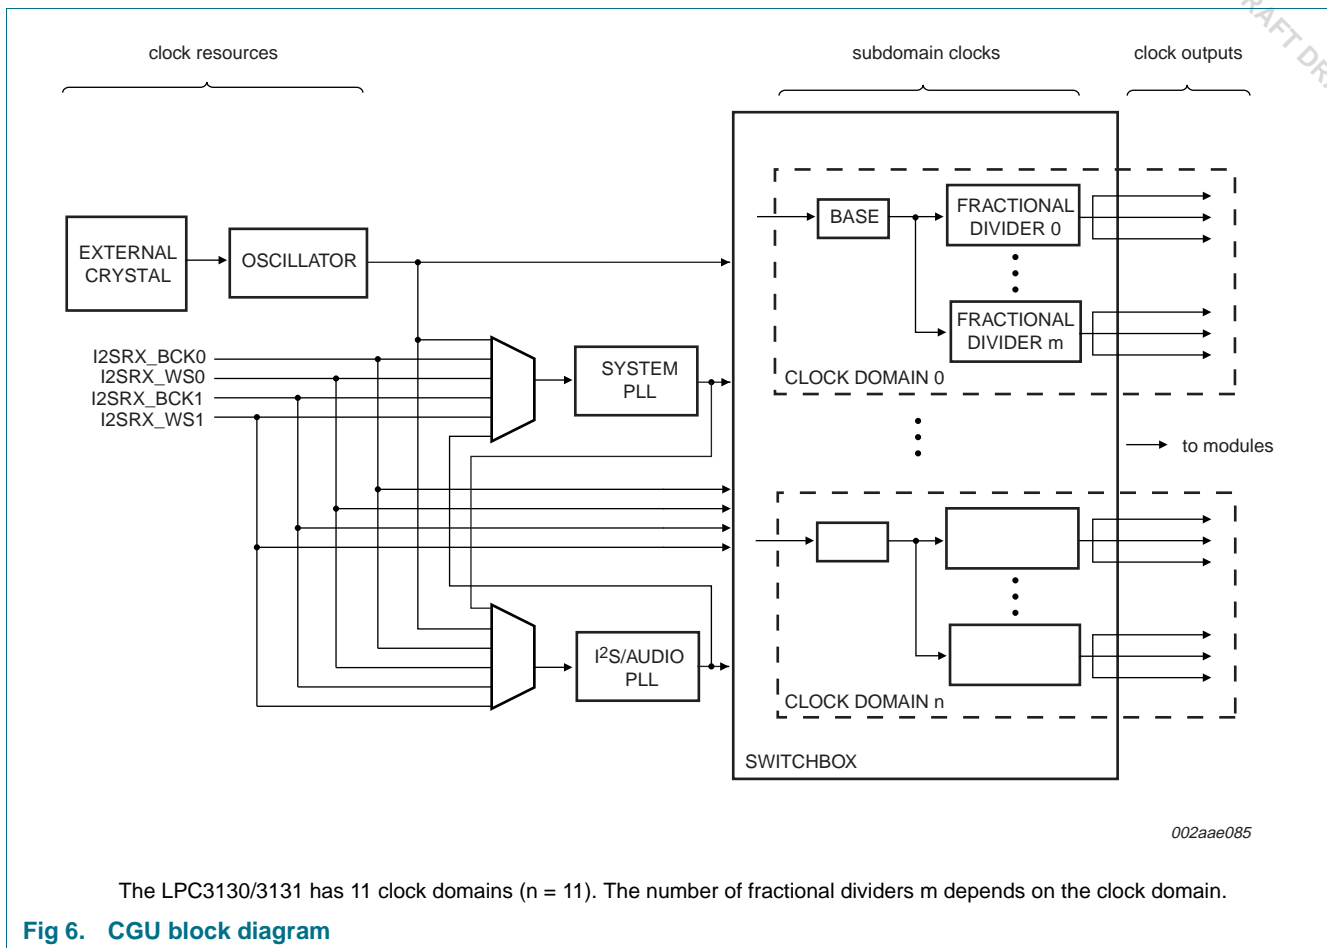 clock resources
subdomain clocks
clock outputs
EXTERNAL
CRYSTAL
OSCILLATOR
BASE
FRACTIONAL
DIVIDER 0
FRACTIONAL
DIVIDER m
CLOCK DOMAIN 0
I2SRX_BCK0
I2SRX_WS0
I2SRX_BCK1
I2SRX_WS1
SYSTEM
PLL
to modules
I²S/AUDIO
PLL
CLOCK DOMAIN n
SWITCHBOX
002aae085
The LPC3130/3131 has 11 clock domains (n = 11). The number of fractional dividers m depends on the clock domain.
Fig 6. CGU block diagram